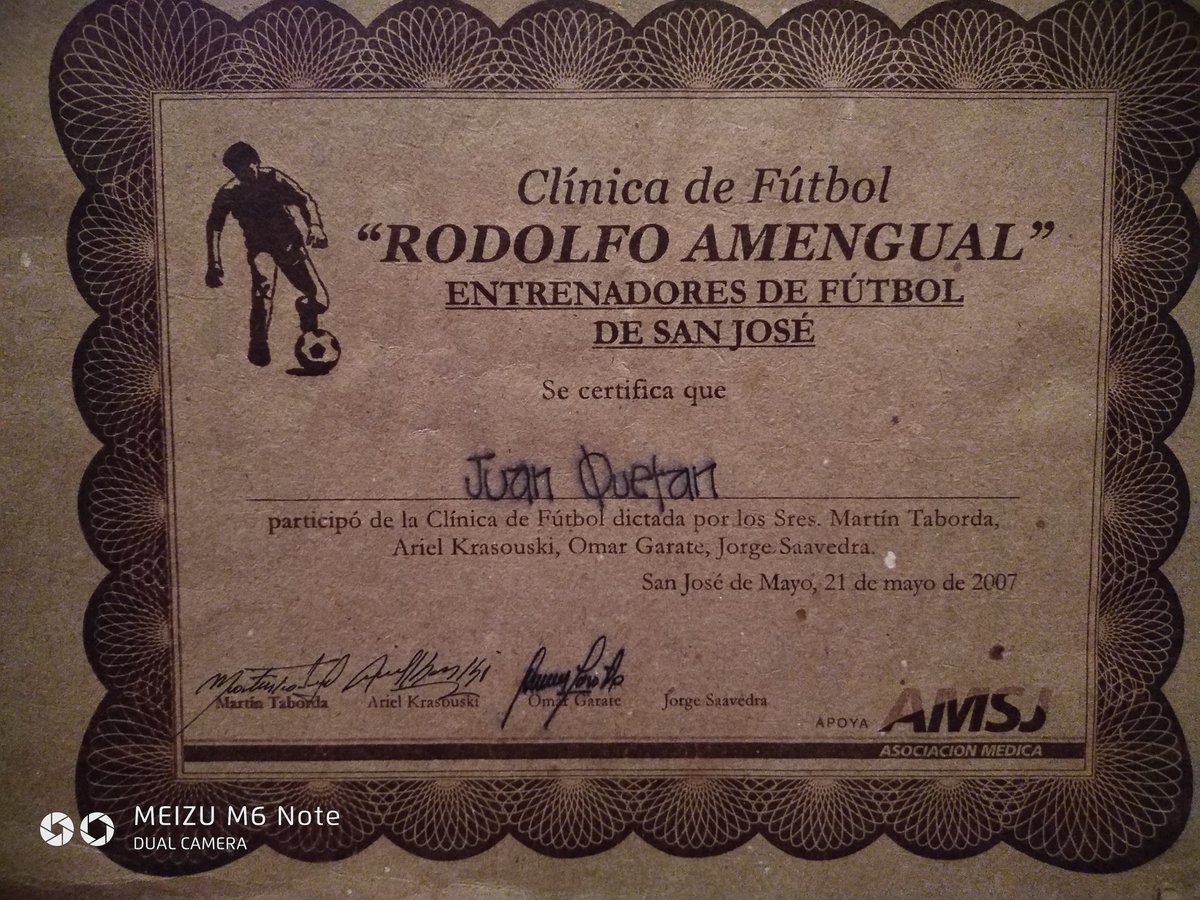 Clínica de Fútbol
“RODOLFO AMENGUAL”
ENTRENADORES DE FÚTBOL
DE SAN JOSÉ
Se certifica que
Juan Quetan
participó de la Clínica de Fútbol dictada por los Sres. Martín Taborda,
Ariel Krasouski, Omar Garate, Jorge Saavedra.
San José de Mayo, 21 de mayo de 2007
Martín Taborda Ariel Krasouski Omar Garate Jorge Saavedra
APOYA AMSJ
ASOCIACION MEDICA
MEIZU M6 Note
DUAL CAMERA